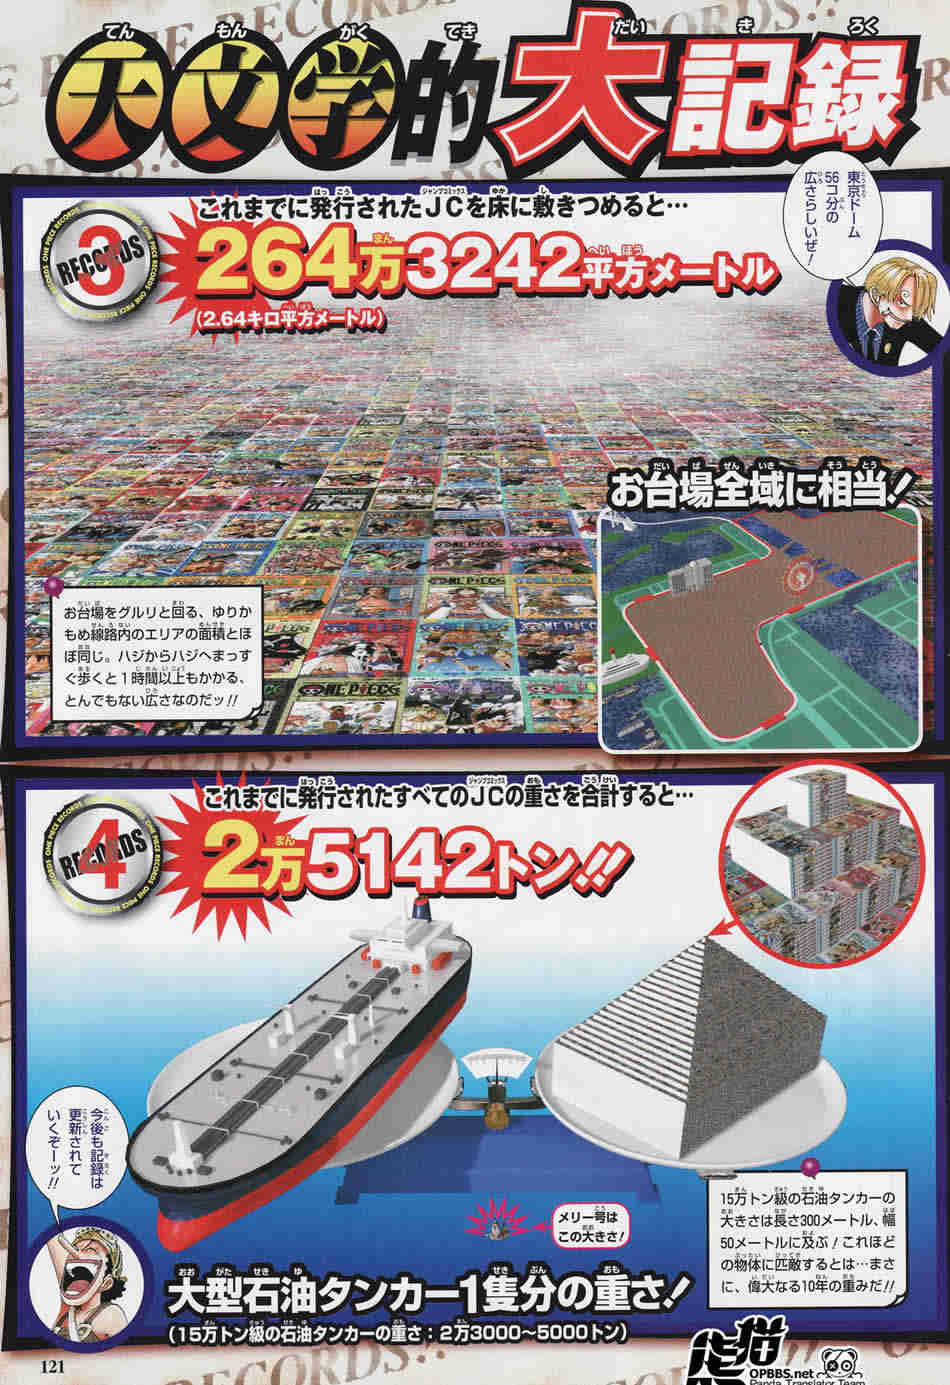 天文学的大記録
RECORDS 3
これまでに発行されたJCを床に敷きつめると…
264万3242平方メートル
(2.64キロ平方メートル)
東京ドーム
56コ分の
広さらしいぜ!
お台場全域に相当!
お台場をグルリと回る、ゆりか
もめ線路内のエリアの面積とほ
ぼ同じ。ハジからハジへまっす
ぐ歩くと1時間以上もかかる、
とんでもない広さなのだッ!!
RECORDS 4
これまでに発行されたすべてのJCの重さを合計すると…
2万5142トン!!
今後も記録は
更新されて
いくぞーッ!!
メリー号は
この大きさ!
15万トン級の石油タンカーの
大きさは長さ300メートル、幅
50メートルに及ぶ!これほど
の物体に匹敵するとは…まさ
に、偉大なる10年の重みだ!!
大型石油タンカー1隻分の重さ!
(15万トン級の石油タンカーの重さ:2万3000〜5000トン)
121
OPBBS.net
Panda Translator Team